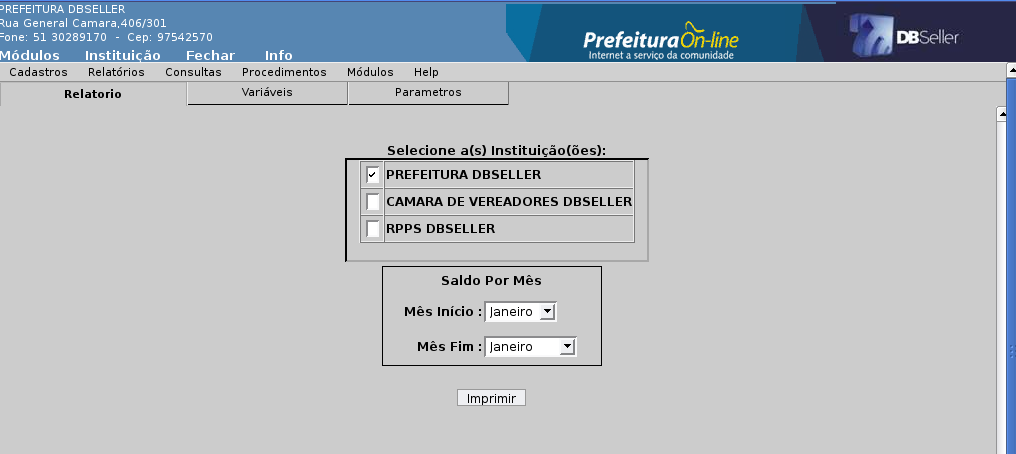 PREFEITURA DBSELLER
Rua General Camara,406/301
Fone: 51 30289170 - Cep: 97542570
Módulos Instituição Fechar Info
Prefeitura On-line
Internet a serviço da comunidade
DBSeller
Cadastros Relatórios Consultas Procedimentos Módulos Help
Relatorio Variáveis Parametros
Selecione a(s) Instituição(ões):
PREFEITURA DBSELLER
CAMARA DE VEREADORES DBSELLER
RPPS DBSELLER
Saldo Por Mês
Mês Início : Janeiro
Mês Fim : Janeiro
Imprimir